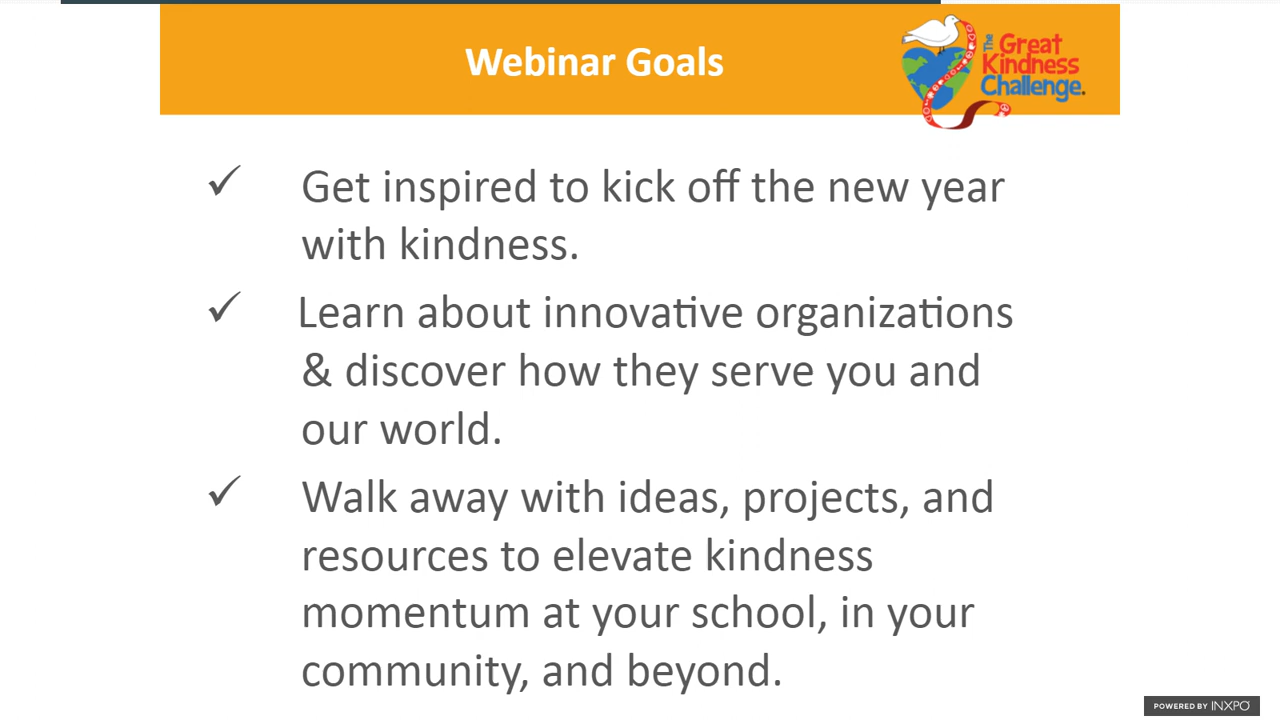 Webinar Goals
The Great
Kindness
Challenge.
✓ Get inspired to kick off the new year
with kindness.
✓ Learn about innovative organizations
& discover how they serve you and
our world.
✓ Walk away with ideas, projects, and
resources to elevate kindness
momentum at your school, in your
community, and beyond.
POWERED BY INXPO